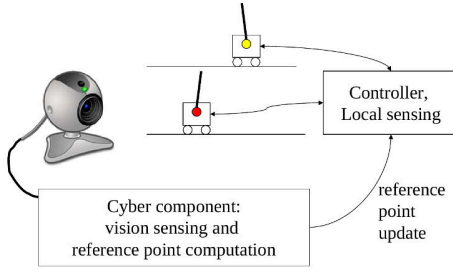 Controller,
Local sensing
Cyber component:
vision sensing and
reference point computation
reference
point
update